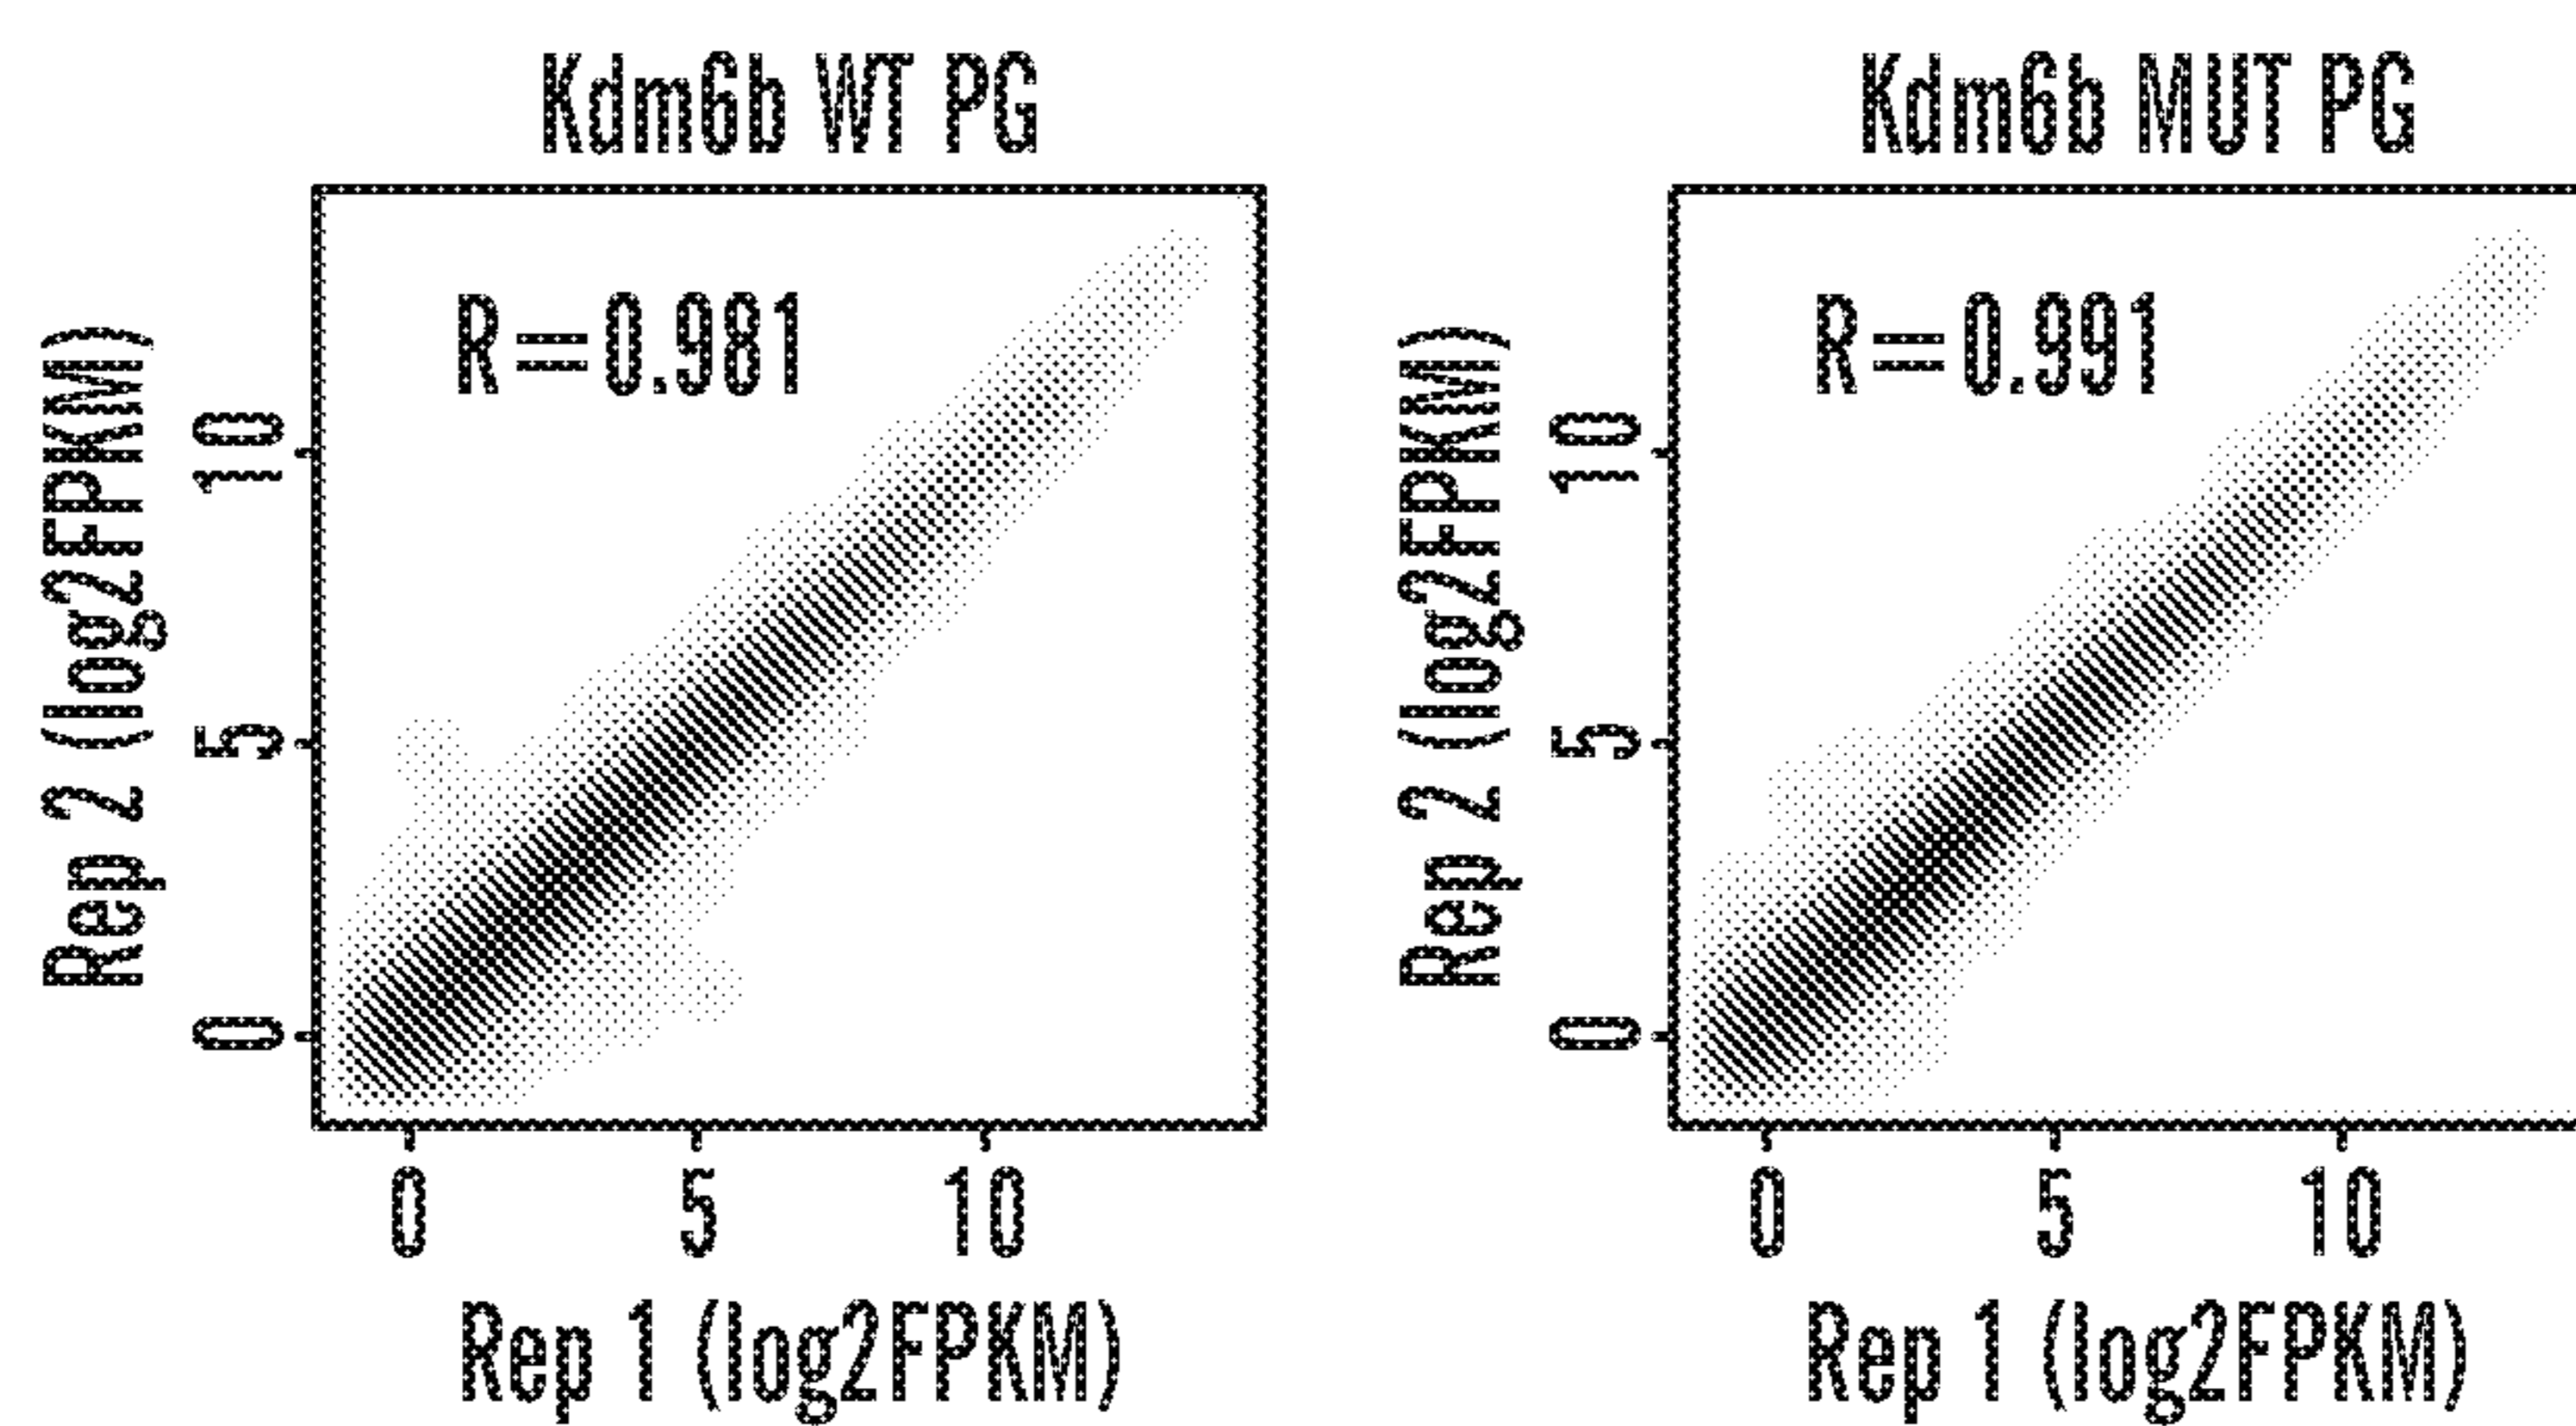 Kdm6b WT PG
R=0.981
Rep 2 (log2FPKM)
10
5
0
0 5 10
Rep 1 (log2FPKM)
Kdm6b MUT PG
R=0.991
Rep 2 (log2FPKM)
10
5
0
0 5 10
Rep 1 (log2FPKM)